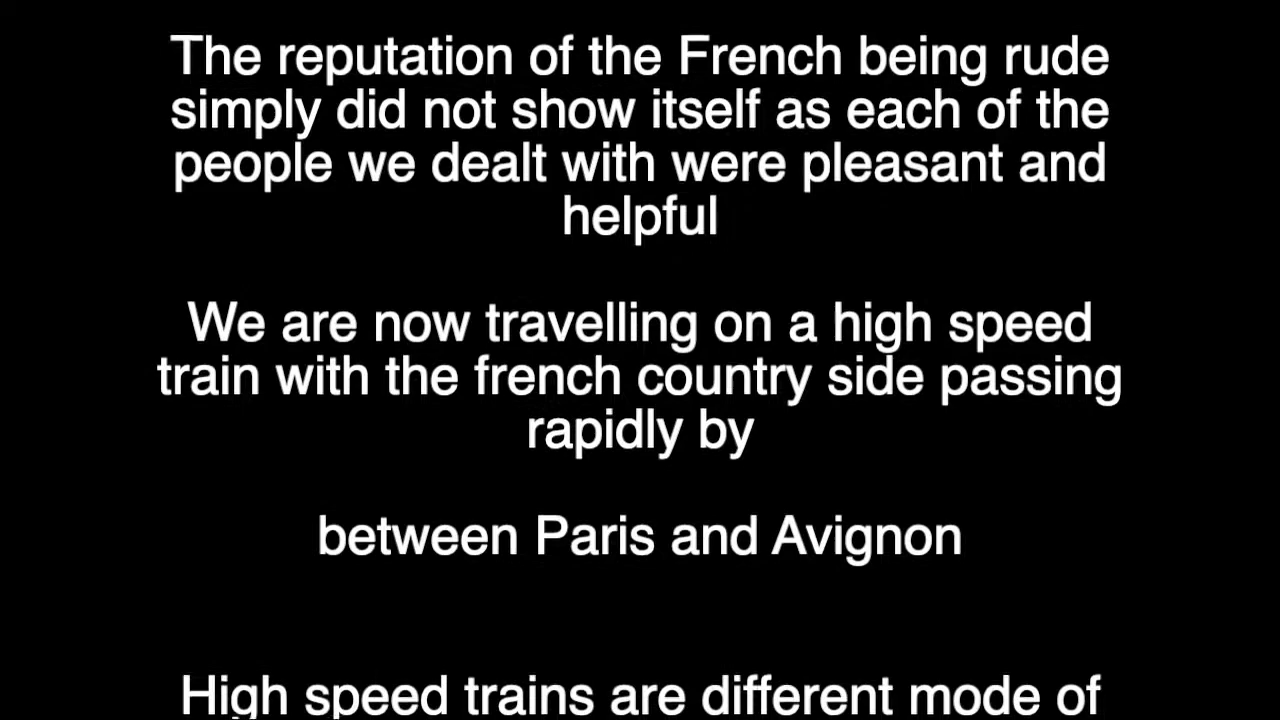 The reputation of the French being rude
simply did not show itself as each of the
people we dealt with were pleasant and
helpful
We are now travelling on a high speed
train with the french country side passing
rapidly by
between Paris and Avignon
High speed trains are different mode of